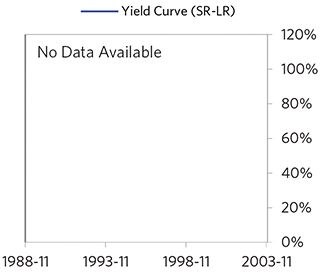 Yield Curve (SR-LR)
No Data Available
120%
100%
80%
60%
40%
20%
0%
1988-11 1993-11 1998-11 2003-11